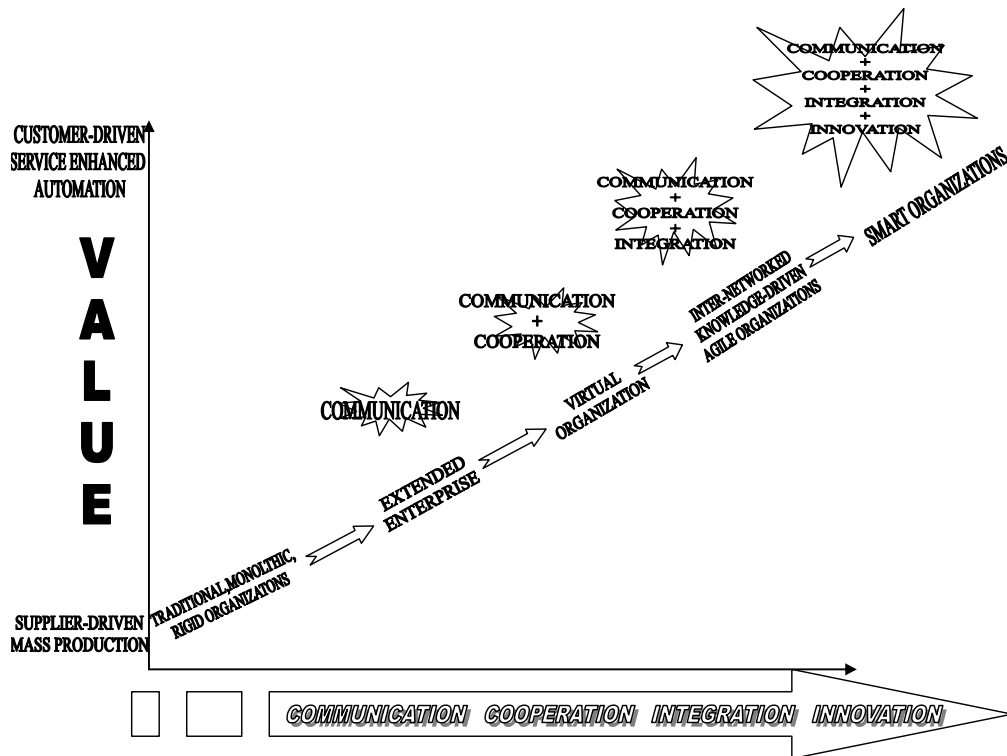 COMMUNICATION
+
COOPERATION
+
INTEGRATION
+
INNOVATION
CUSTOMER-DRIVEN
SERVICE ENHANCED
AUTOMATION
COMMUNICATION
+
COOPERATION
+
INTEGRATION
SMART ORGANIZATIONS
VALUE
INTER-NETWORKED
KNOWLEDGE-DRIVEN
AGILE ORGANIZATIONS
COMMUNICATION
+
COOPERATION
VIRTUAL
ORGANIZATION
COMMUNICATION
EXTENDED
ENTERPRISE
TRADITIONAL,MONOLTHIC,
RIGID ORGANIZATONS
SUPPLIER-DRIVEN
MASS PRODUCTION
COMMUNICATION COOPERATION INTEGRATION INNOVATION